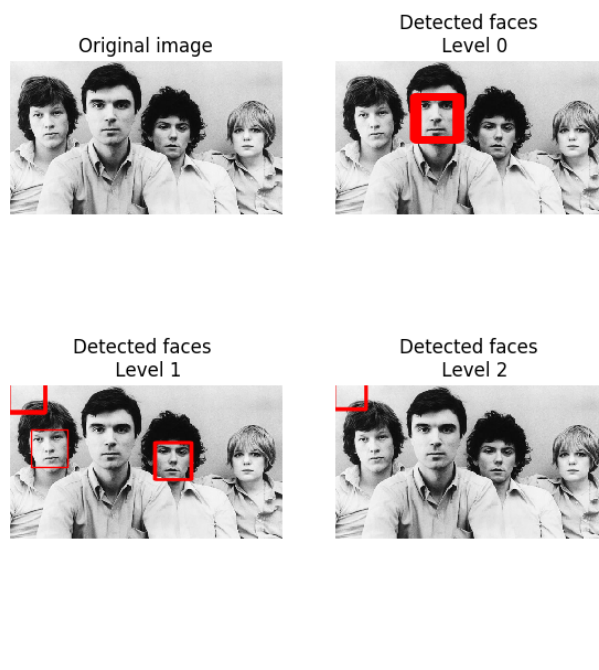 Original image
Detected faces
Level 0
Detected faces
Level 1
Detected faces
Level 2